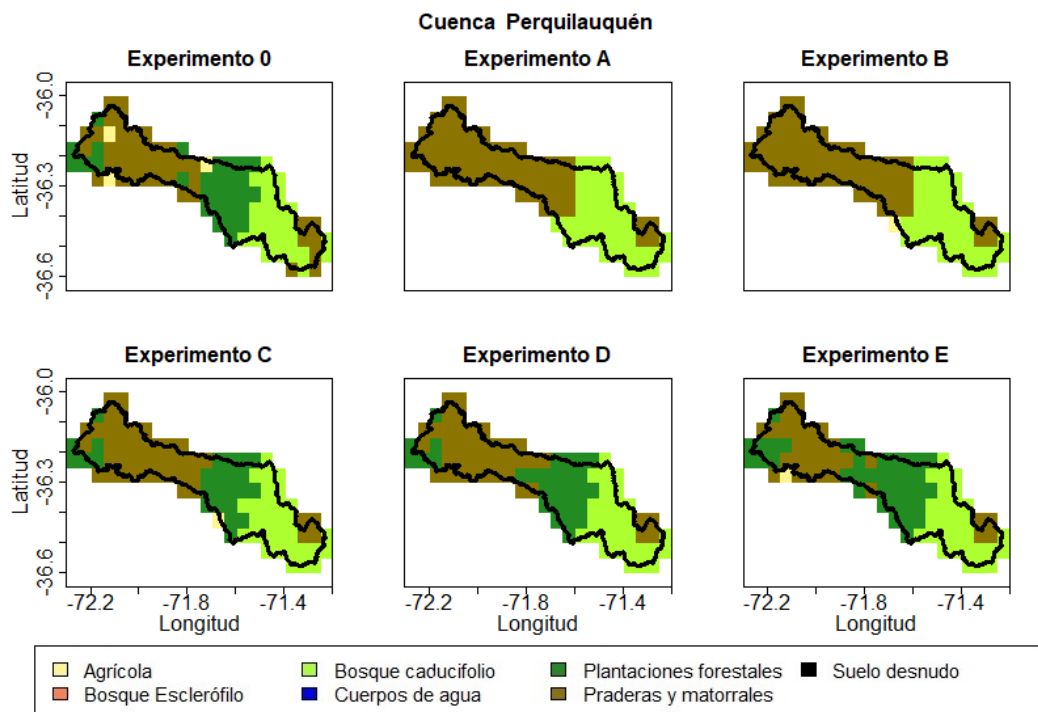 Cuenca Perquilauquén
Experimento 0
Experimento A
Experimento B
Latitud
-36.0
-36.3
-36.6
Experimento C
Experimento D
Experimento E
Latitud
-36.0
-36.3
-36.6
-72.2 -71.8 -71.4
-72.2 -71.8 -71.4
-72.2 -71.8 -71.4
Longitud
Longitud
Longitud
Agrícola
Bosque caducifolio
Plantaciones forestales
Suelo desnudo
Bosque Esclerófilo
Cuerpos de agua
Praderas y matorrales